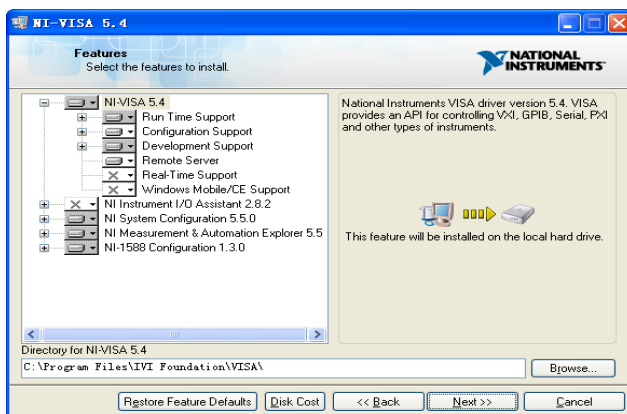 NI-VISA 5.4
Features
Select the features to install.
NATIONAL
INSTRUMENTS
NI-VISA 5.4
Run Time Support
Configuration Support
Development Support
Remote Server
Real-Time Support
Windows Mobile/CE Support
NI Instrument I/O Assistant 2.8.2
NI System Configuration 5.5.0
NI Measurement & Automation Explorer 5.5
NI-1588 Configuration 1.3.0
National Instruments VISA driver version 5.4. VISA
provides an API for controlling VXI, GPIB, Serial, PXI
and other types of instruments.
This feature will be installed on the local hard drive.
Directory for NI-VISA 5.4
C:\Program Files\IVI Foundation\VISA\
Browse...
Restore Feature Defaults
Disk Cost
<< Back
Next >>
Cancel